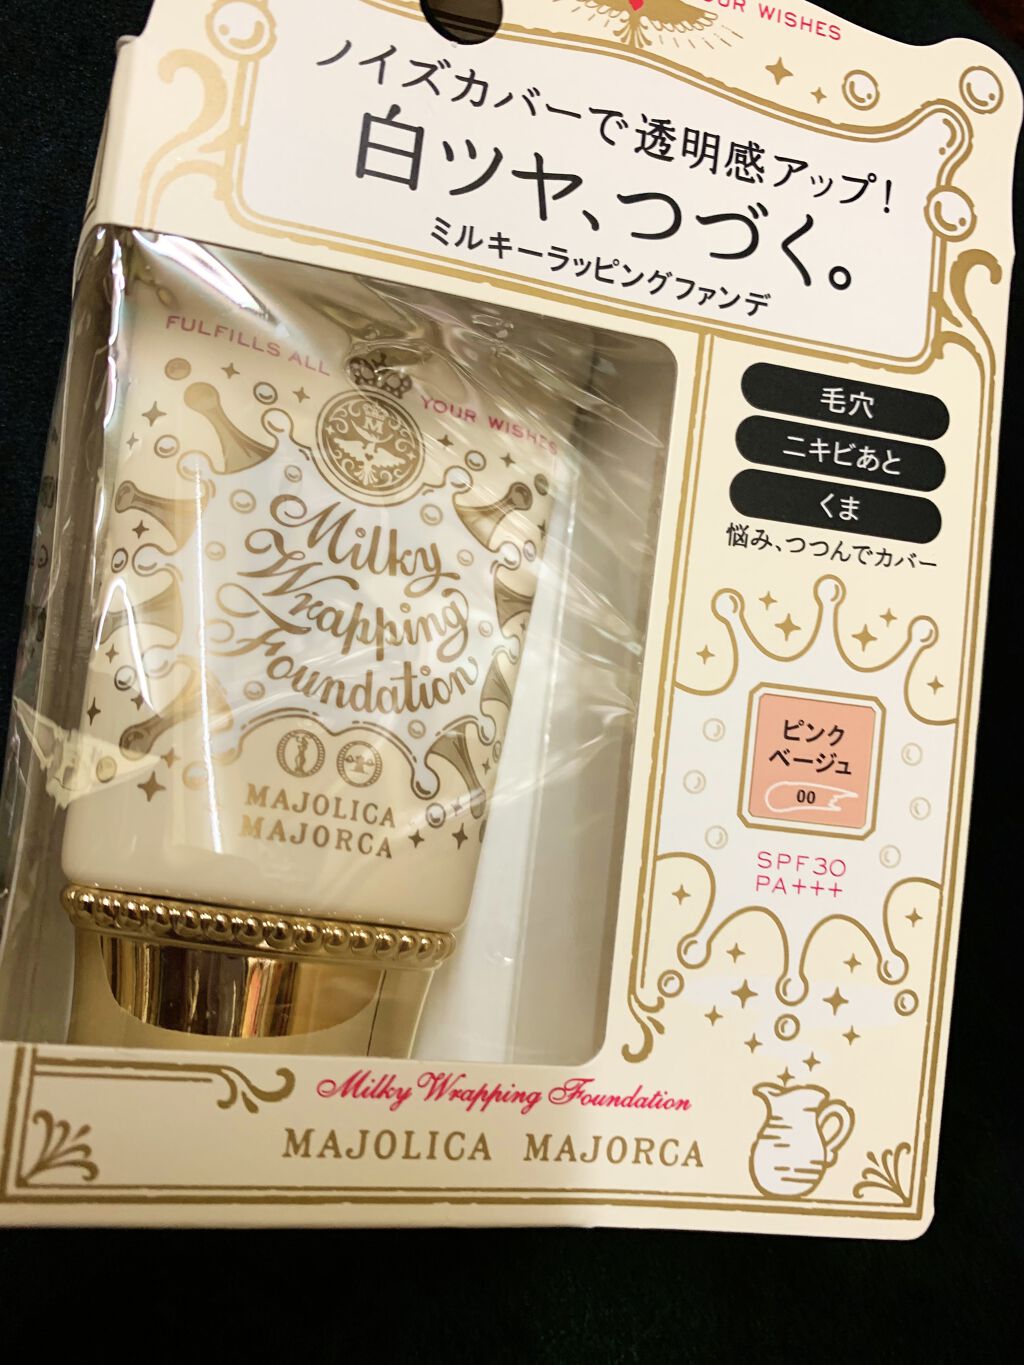 YOUR WISHES
ノイズカバーで透明感アップ!
白ツヤ、つづく。
ミルキーラッピングファンデ
FULFILLS ALL
YOUR WISHES
M
Milky
Wrapping
Foundation
MAJOLICA
MAJORCA
毛穴
ニキビあと
くま
悩み、つつんでカバー
ピンク
ベージュ
00
SPF30
PA+++
Milky Wrapping Foundation
MAJOLICA MAJORCA